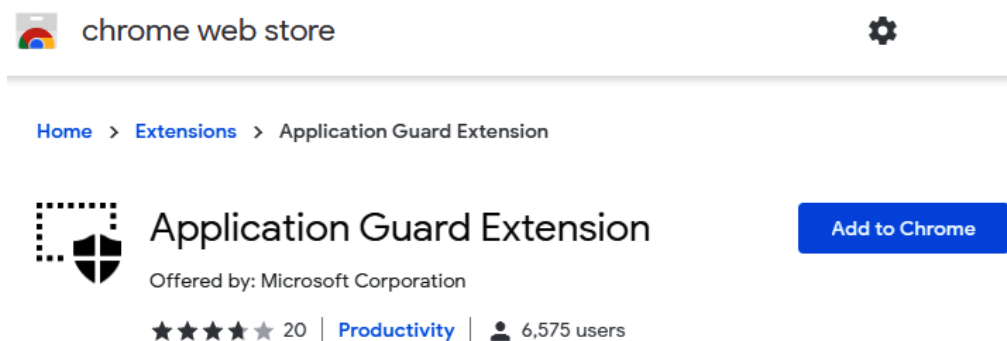 chrome web store
Home > Extensions > Application Guard Extension
Application Guard Extension
Add to Chrome
Offered by: Microsoft Corporation
20 | Productivity | 6,575 users